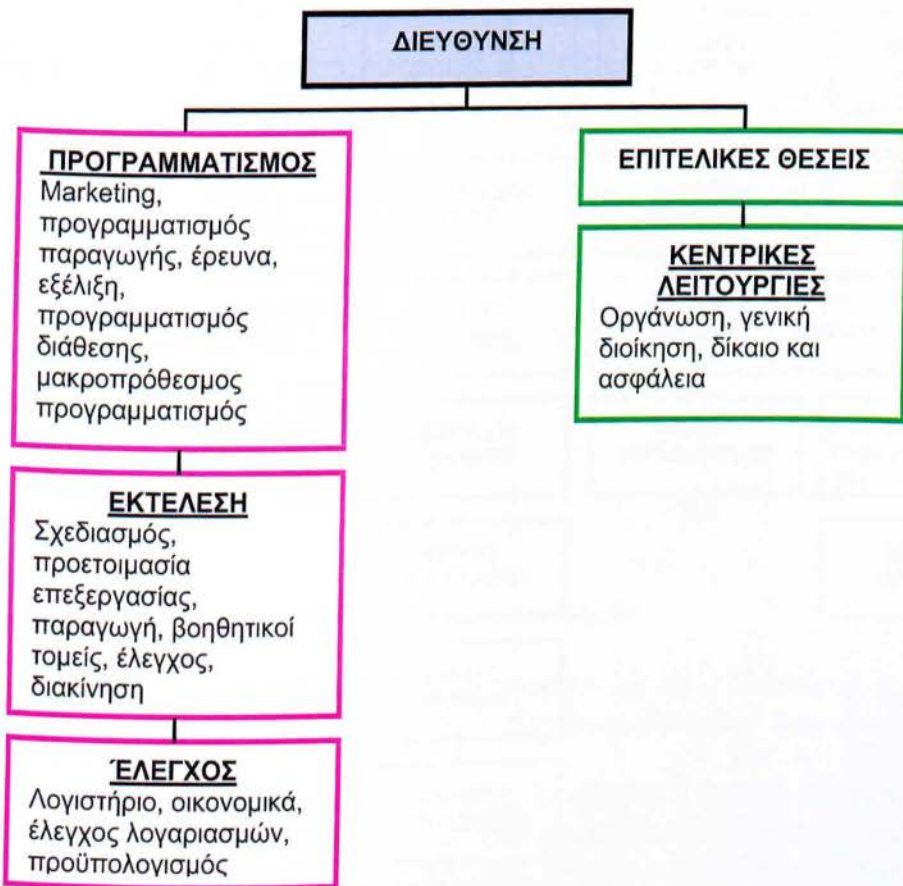 ΔΙΕΥΘΥΝΣΗ
ΠΡΟΓΡΑΜΜΑΤΙΣΜΟΣ
Marketing,
προγραμματισμός
παραγωγής, έρευνα,
εξέλιξη,
προγραμματισμός
διάθεσης,
μακροπρόθεσμος
προγραμματισμός
ΕΚΤΕΛΕΣΗ
Σχεδιασμός,
προετοιμασία
επεξεργασίας,
παραγωγή, βοηθητικοί
τομείς, έλεγχος,
διακίνηση
ΈΛΕΓΧΟΣ
Λογιστήριο, οικονομικά,
έλεγχος λογαριασμών,
προϋπολογισμός
ΕΠΙΤΕΛΙΚΕΣ ΘΕΣΕΙΣ
ΚΕΝΤΡΙΚΕΣ
ΛΕΙΤΟΥΡΓΙΕΣ
Οργάνωση, γενική
διοίκηση, δίκαιο και
ασφάλεια